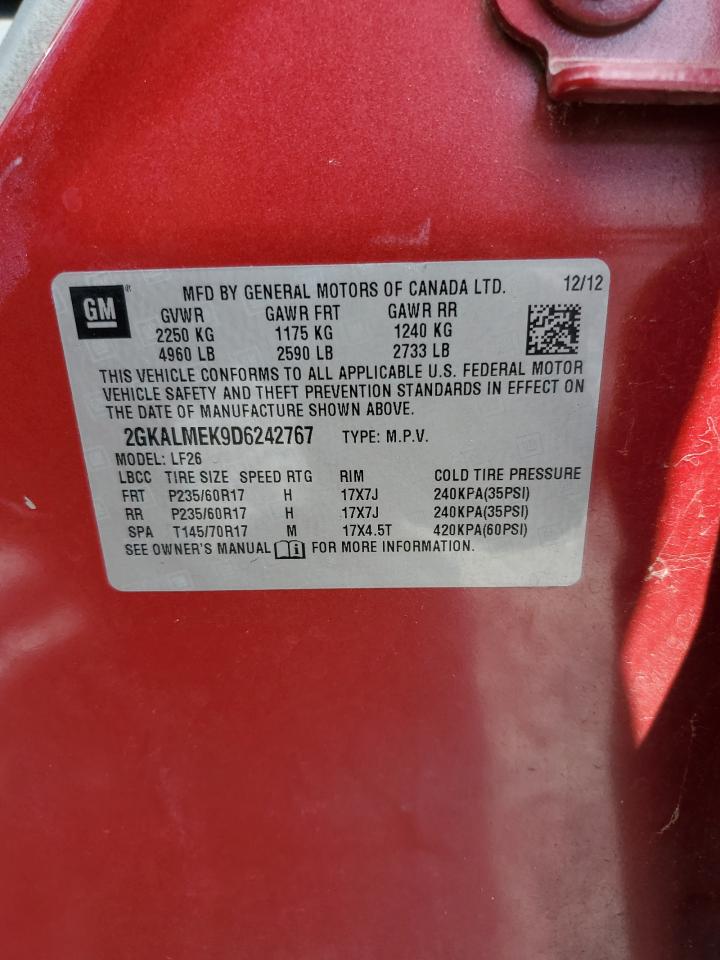 GM ®
MFD BY GENERAL MOTORS OF CANADA LTD. 12/12
GVWR GAWR FRT GAWR RR
2250 KG 1175 KG 1240 KG
4960 LB 2590 LB 2733 LB
THIS VEHICLE CONFORMS TO ALL APPLICABLE U.S. FEDERAL MOTOR
VEHICLE SAFETY AND THEFT PREVENTION STANDARDS IN EFFECT ON
THE DATE OF MANUFACTURE SHOWN ABOVE.
2GKALMEK9D6242767 TYPE: M.P.V.
MODEL: LF26
LBCC TIRE SIZE SPEED RTG RIM COLD TIRE PRESSURE
FRT P235/60R17 H 17X7J 240KPA(35PSI)
RR P235/60R17 H 17X7J 240KPA(35PSI)
SPA T145/70R17 M 17X4.5T 420KPA(60PSI)
SEE OWNER'S MANUAL i FOR MORE INFORMATION.